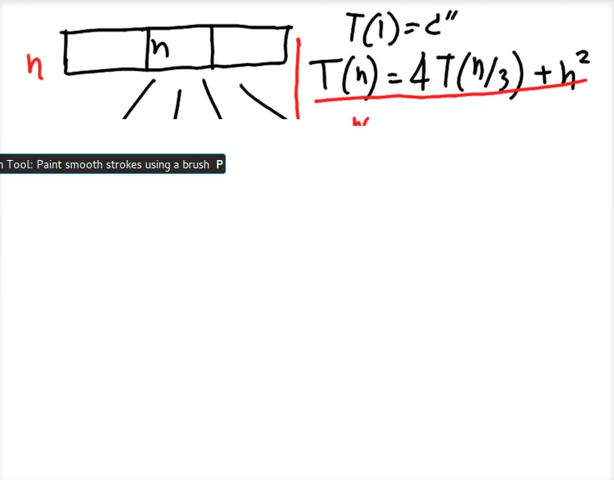 T(1) = c"
n
n
T(n) = 4T(n/3) + n²
Tool: Paint smooth strokes using a brush P